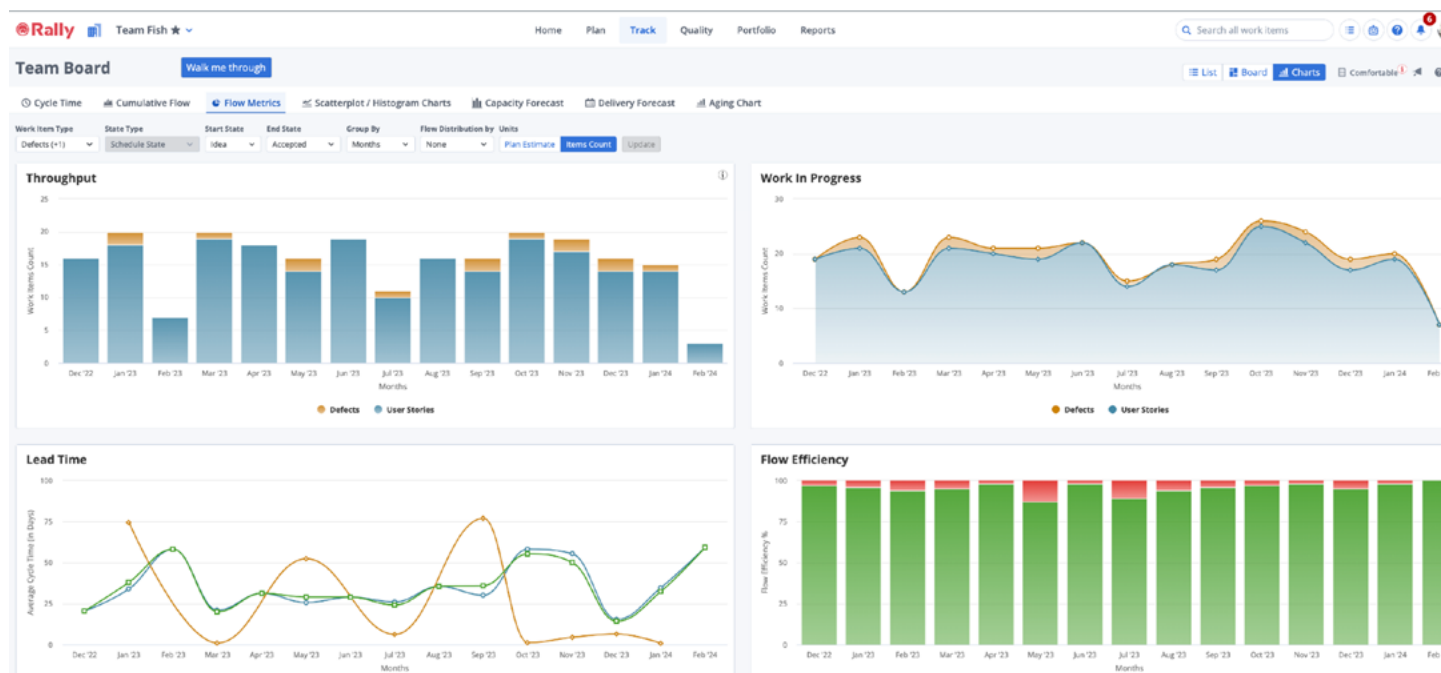 Rally Team Fish ★ Home Plan Track Quality Portfolio Reports Search all work items 6
Team Board Walk me through List Board Charts Comfortable
Cycle Time Cumulative Flow Flow Metrics Scatterplot / Histogram Charts Capacity Forecast Delivery Forecast Aging Chart
Work Item Type State Type Start State End State Group By Flow Distribution by Units
Defects (+1) Schedule State Idea Accepted Months None Plan Estimate Items Count Update
Throughput
25
20
15
10
5
0
Work Items Count
Dec '22 Jan '23 Feb '23 Mar '23 Apr '23 May '23 Jun '23 Jul '23 Aug '23 Sep '23 Oct '23 Nov '23 Dec '23 Jan '24 Feb '24
Months
Defects User Stories
Work In Progress
30
20
10
0
Work Items Count
Dec '22 Jan '23 Feb '23 Mar '23 Apr '23 May '23 Jun '23 Jul '23 Aug '23 Sep '23 Oct '23 Nov '23 Dec '23 Jan '24 Feb
Months
Defects User Stories
Lead Time
100
75
50
25
0
Average Cycle Time (in Days)
Dec '22 Jan '23 Feb '23 Mar '23 Apr '23 May '23 Jun '23 Jul '23 Aug '23 Sep '23 Oct '23 Nov '23 Dec '23 Jan '24 Feb '24
Months
Flow Efficiency
100
75
50
25
0
Flow Efficiency %
Dec '22 Jan '23 Feb '23 Mar '23 Apr '23 May '23 Jun '23 Jul '23 Aug '23 Sep '23 Oct '23 Nov '23 Dec '23 Jan '24 Feb
Months